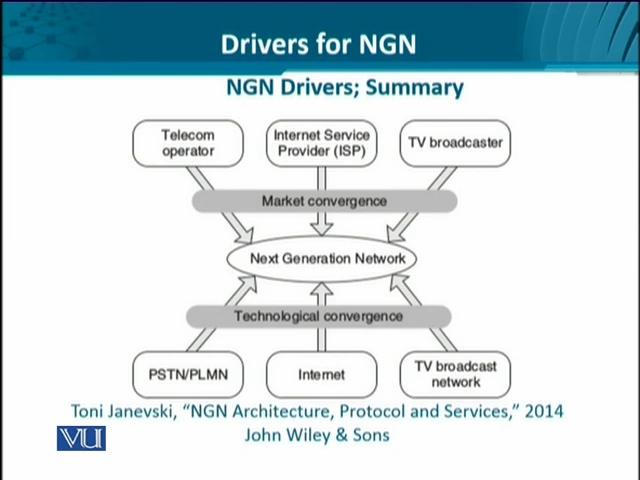 Drivers for NGN
NGN Drivers; Summary
Telecom
operator
Internet Service
Provider (ISP)
TV broadcaster
Market convergence
Next Generation Network
Technological convergence
PSTN/PLMN
Internet
TV broadcast
network
Toni Janevski, “NGN Architecture, Protocol and Services,” 2014
John Wiley & Sons
VU